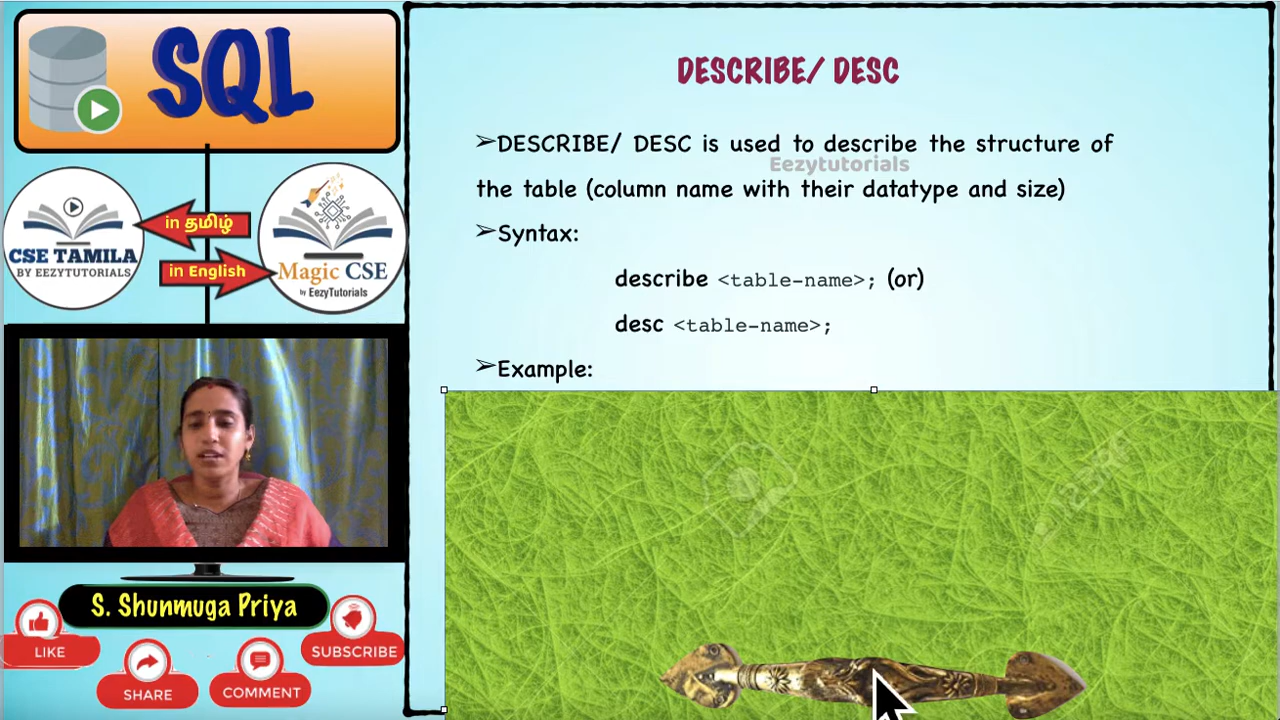 SQL
in தமிழ்
CSE TAMILA
BY EEZYTUTORIALS
in English
Magic CSE
by EezyTutorials
S. Shunmuga Priya
LIKE
SHARE
COMMENT
SUBSCRIBE
DESCRIBE/ DESC
➢DESCRIBE/ DESC is used to describe the structure of
Eezytutorials
the table (column name with their datatype and size)
➢Syntax:
describe <table-name>; (or)
desc <table-name>;
➢Example:
123RF